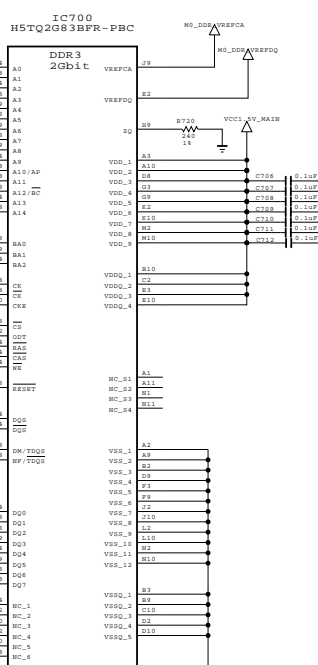 IC700
H5TQ2G83BFR-PBC
DDR3
2Gbit
M0_DDR_VREFCA
M0_DDR_VREFDQ
VCC1.5V_MAIN
A0
A1
A2
A3
A4
A5
A6
A7
A8
A9
A10/AP
A11
A12/BC
A13
A14
BA0
BA1
BA2
CK
CK
CKE
CS
ODT
RAS
CAS
WE
RESET
DQS
DQS
DM/TDQS
NF/TDQS
DQ0
DQ1
DQ2
DQ3
DQ4
DQ5
DQ6
DQ7
NC_1
NC_2
NC_3
NC_4
NC_5
NC_6
VREFCA J9
VREFDQ E2
ZQ H9
R720
240
1%
VDD_1 A3
VDD_2 A10
VDD_3 D8 C706 0.1uF
VDD_4 G3 C707 0.1uF
VDD_5 G9 C708 0.1uF
VDD_6 K2 C709 0.1uF
VDD_7 K10 C710 0.1uF
VDD_8 M2 C711 0.1uF
VDD_9 M10 C712 0.1uF
VDDQ_1 B10
VDDQ_2 C2
VDDQ_3 E3
VDDQ_4 E10
NC_S1 A1
NC_S2 A11
NC_S3 N1
NC_S4 N11
VSS_1 A2
VSS_2 A9
VSS_3 B2
VSS_4 D9
VSS_5 F3
VSS_6 F9
VSS_7 J2
VSS_8 J10
VSS_9 L2
VSS_10 L10
VSS_11 N2
VSS_12 N10
VSSQ_1 B3
VSSQ_2 B9
VSSQ_3 C10
VSSQ_4 D2
VSSQ_5 D10